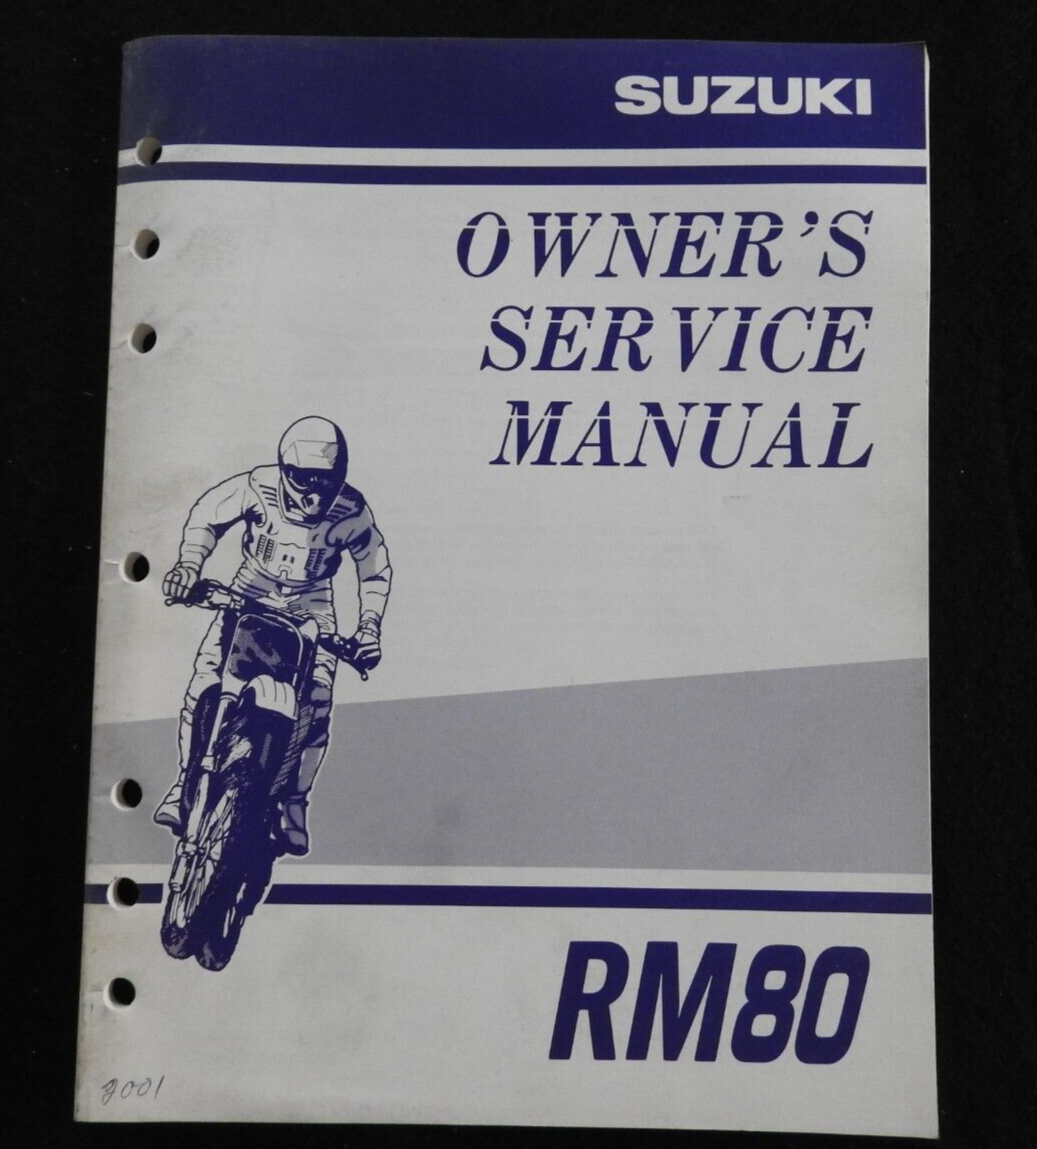 SUZUKI
OWNER'S
SERVICE
MANUAL
RM80
2001